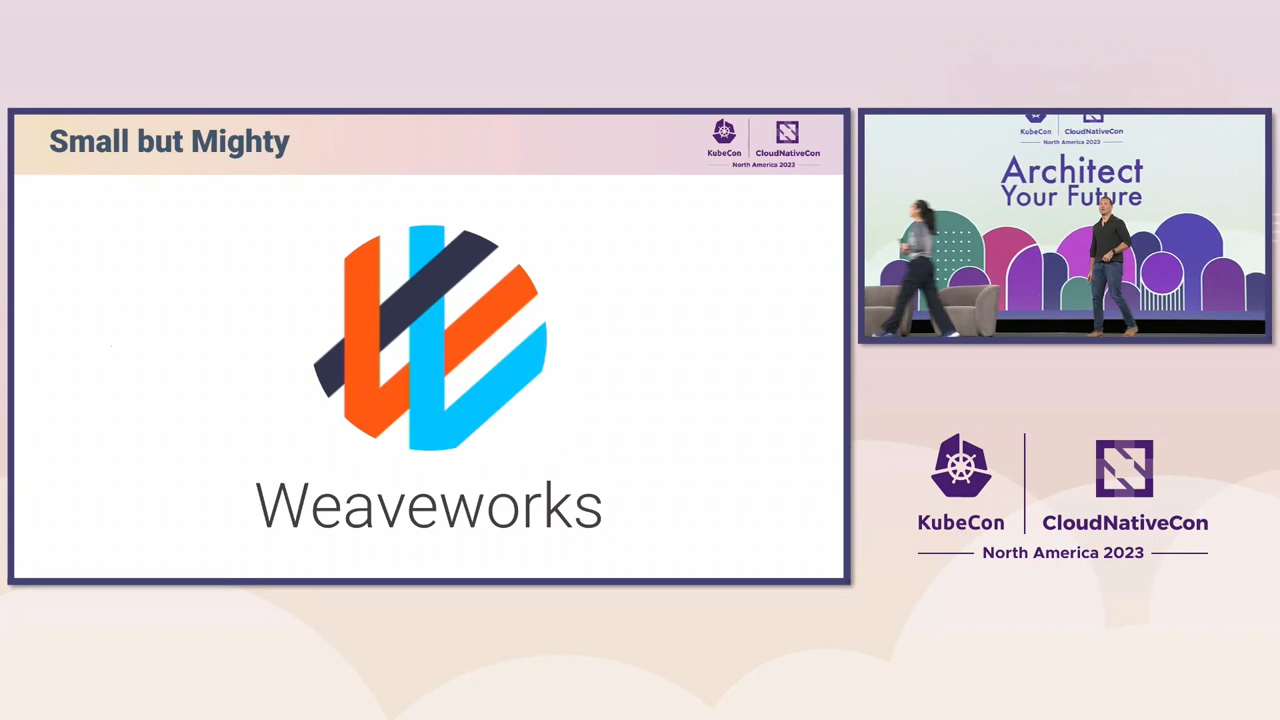 Small but Mighty
KubeCon
CloudNativeCon
North America 2023
Weaveworks
KubeCon
CloudNativeCon
North America 2023
Architect
Your Future
KubeCon
CloudNativeCon
North America 2023